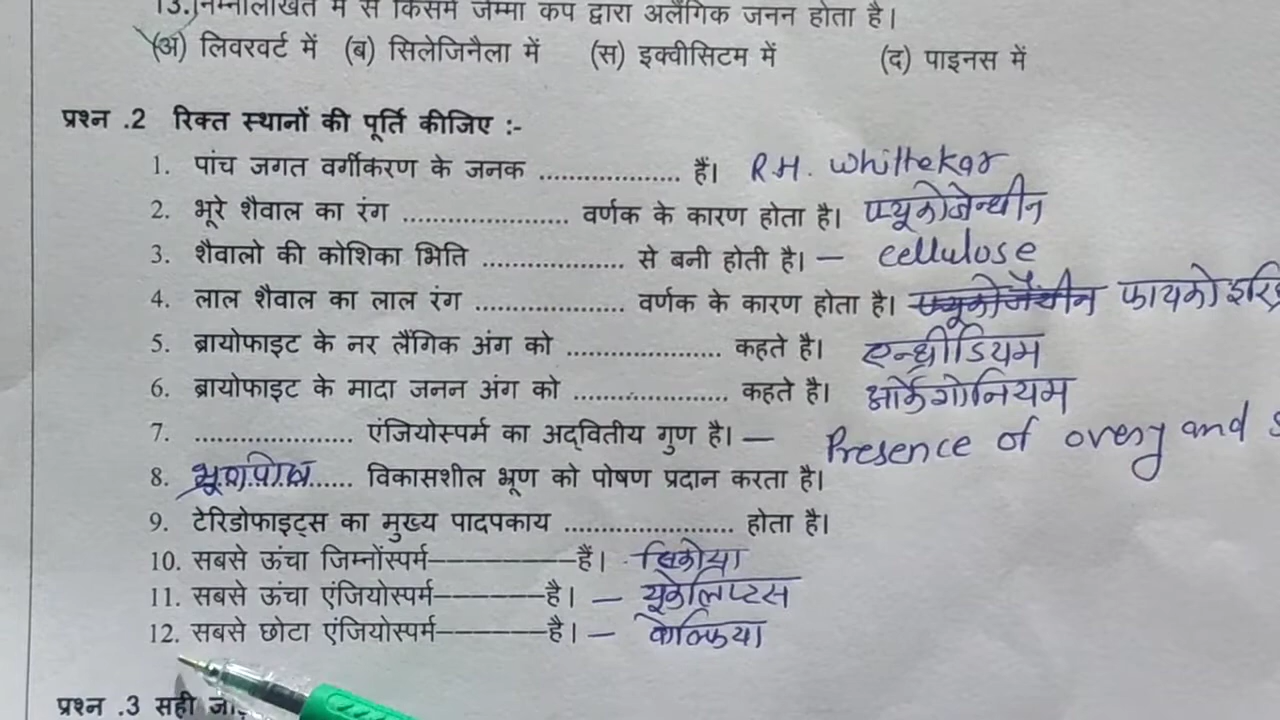 13. निम्नलिखित में से किसमें जेम्मा कप द्वारा अलैंगिक जनन होता है।
(अ) लिवरवर्ट में (ब) सिलेजिनैला में (स) इक्वीसिटम में (द) पाइनस में
प्रश्न .2 रिक्त स्थानों की पूर्ति कीजिए :-
1. पांच जगत वर्गीकरण के जनक ................... हैं। R.H. Whittekar
2. भूरे शैवाल का रंग ...................... वर्णक के कारण होता है। फ्यूकोजेन्थीन
3. शैवालो की कोशिका भिति ................... से बनी होती है। — cellulose
4. लाल शैवाल का लाल रंग .................... वर्णक के कारण होता है। फ्यूकोजैंथीन
5. ब्रायोफाइट के नर लैंगिक अंग को ..................... कहते है। एन्थ्रीडियम
6. ब्रायोफाइट के मादा जनन अंग को ..................... कहते है। आर्केगोनियम
7. ..................... एंजियोस्पर्म का अद्वितीय गुण है। — Presence of overy and
8. भ्रूणपोष...... विकासशील भ्रूण को पोषण प्रदान करता है।
9. टेरिडोफाइट्स का मुख्य पादपकाय ....................... होता है।
10. सबसे ऊंचा जिम्नोंस्पर्म————————हैं। - सिकोया
11. सबसे ऊंचा एंजियोस्पर्म——————है। — यूकेलिप्टस
12. सबसे छोटा एंजियोस्पर्म——————है। — वोल्फिया
प्रश्न .3 सही